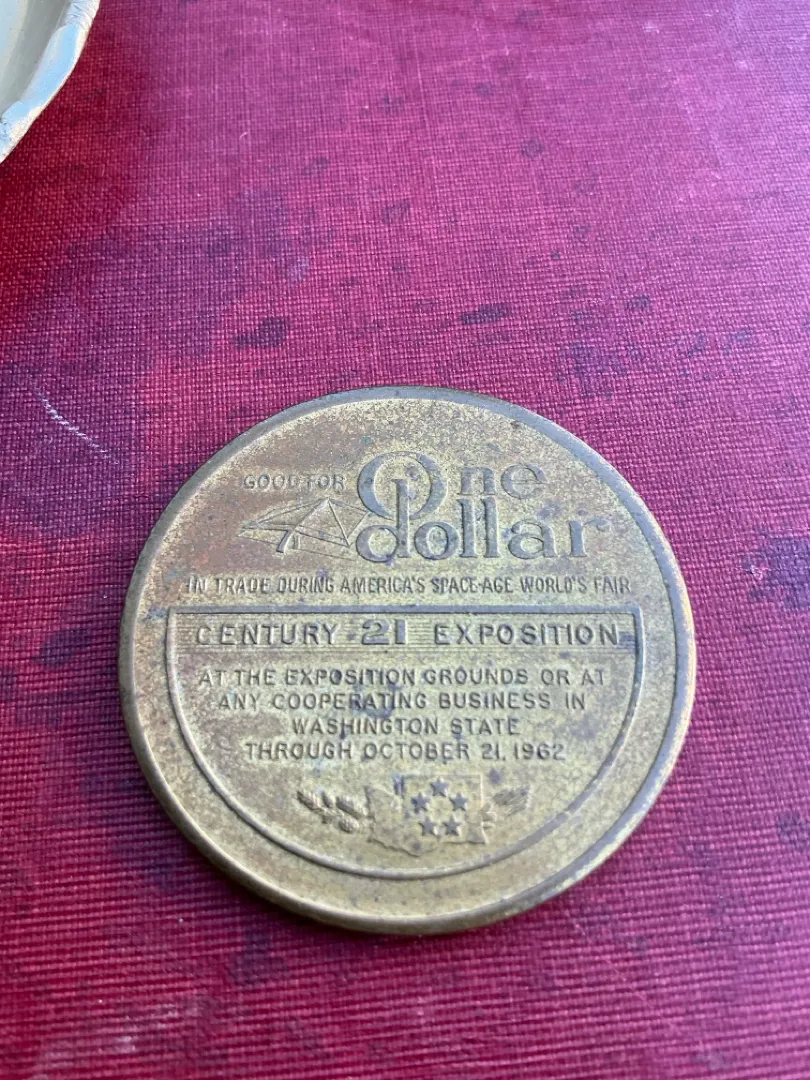 GOOD FOR One
dollar
IN TRADE DURING AMERICA'S SPACE-AGE WORLD'S FAIR
CENTURY 21 EXPOSITION
AT THE EXPOSITION GROUNDS OR AT
ANY COOPERATING BUSINESS IN
WASHINGTON STATE
THROUGH OCTOBER 21, 1962